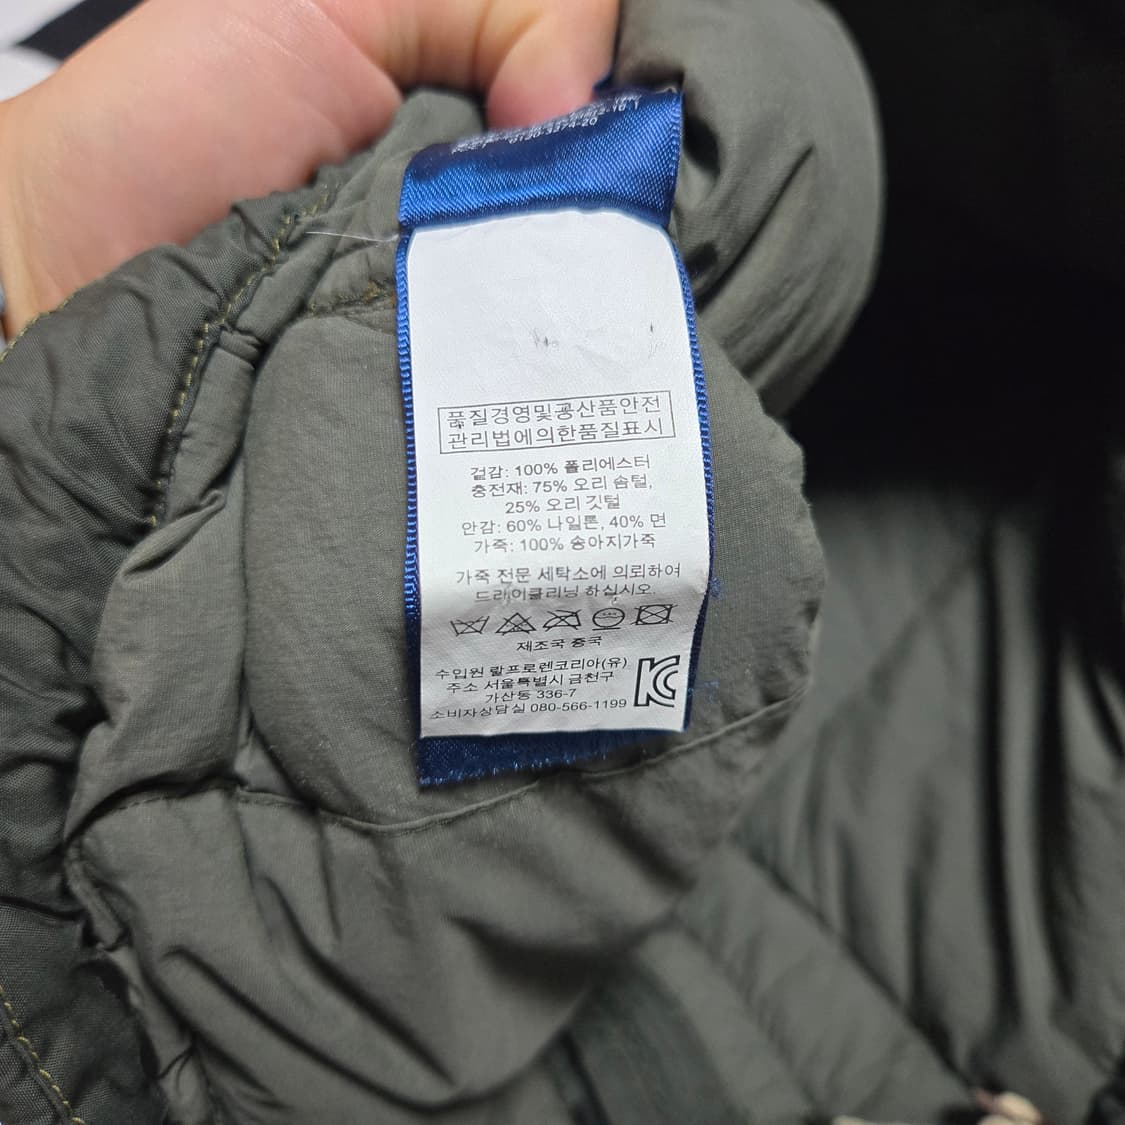 0120-3274-20
품질경영및공산품안전
관리법에의한품질표시
겉감: 100% 폴리에스터
충전재: 75% 오리 솜털,
25% 오리 깃털
안감: 60% 나일론, 40% 면
가죽: 100% 송아지가죽
가죽 전문 세탁소에 의뢰하여
드라이클리닝 하십시오.
제조국 중국
수입원 랄프로렌코리아(유)
주소 서울특별시 금천구
가산동 336-7
소비자상담실 080-566-1199